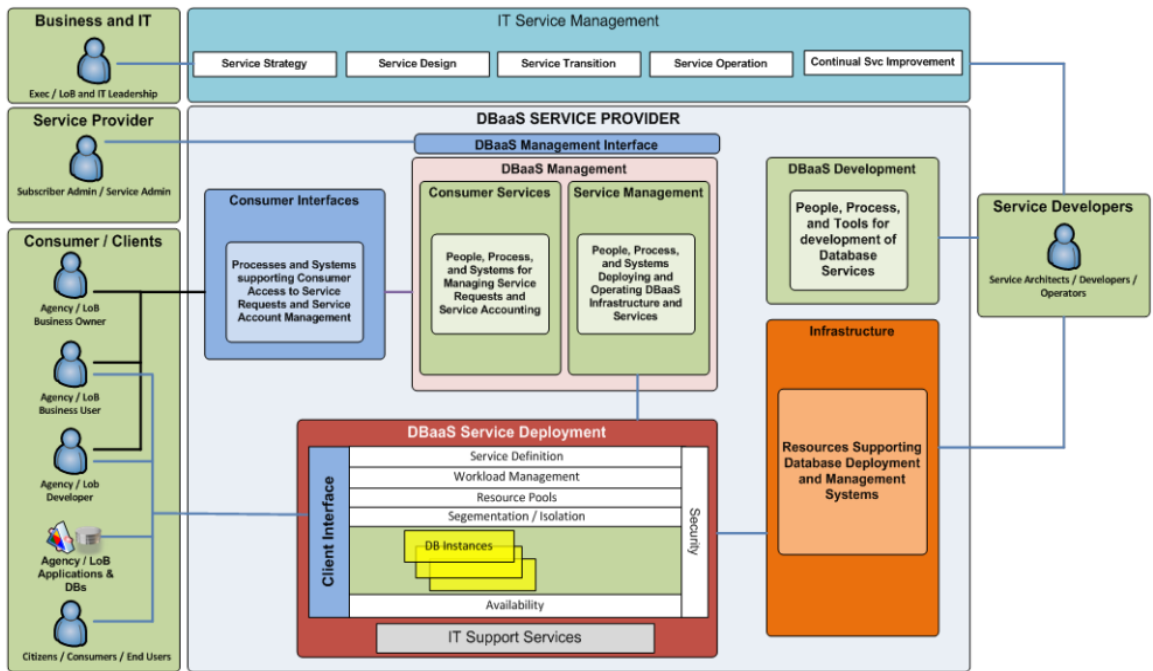 Business and IT
Exec / LoB and IT Leadership
IT Service Management
Service Strategy
Service Design
Service Transition
Service Operation
Continual Svc Improvement
Service Provider
Subscriber Admin / Service Admin
DBaaS SERVICE PROVIDER
DBaaS Management Interface
DBaaS Management
Consumer Interfaces
Processes and Systems
supporting Consumer
Access to Service
Requests and Service
Account Management
Consumer Services
People, Process,
and Systems for
Managing Service
Requests and
Service Accounting
Service Management
People, Process,
and Systems
Deploying and
Operating DBaaS
Infrastructure and
Services
DBaaS Development
People, Process,
and Tools for
development of
Database
Services
Service Developers
Service Architects / Developers /
Operators
Consumer / Clients
Agency / LoB
Business Owner
Agency / LoB
Business User
Agency / Lob
Developer
Agency / LoB
Applications &
DBs
Citizens / Consumers / End Users
DBaaS Service Deployment
Client Interface
Service Definition
Workload Management
Resource Pools
Segementation / Isolation
DB Instances
Availability
Security
IT Support Services
Infrastructure
Resources Supporting
Database Deployment
and Management
Systems